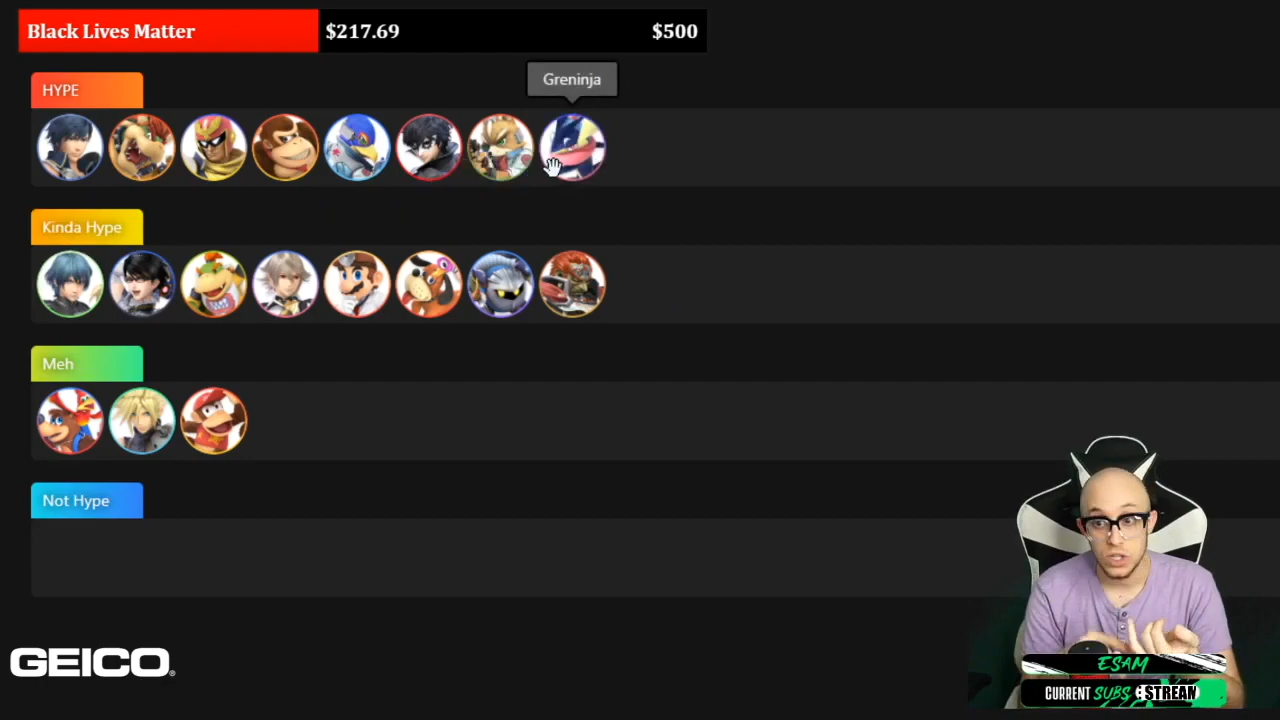 Black Lives Matter $217.69 $500
Greninja
HYPE
Kinda Hype
Meh
Not Hype
GEICO
ESAM
CURRENT SUBS STREAM